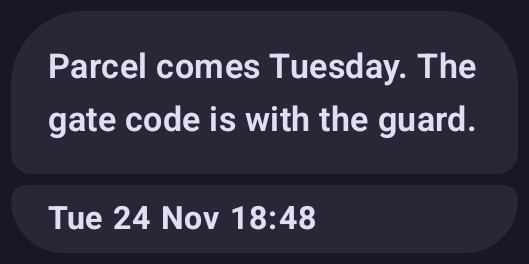 Parcel comes Tuesday. The
gate code is with the guard.
Tue 24 Nov 18:48